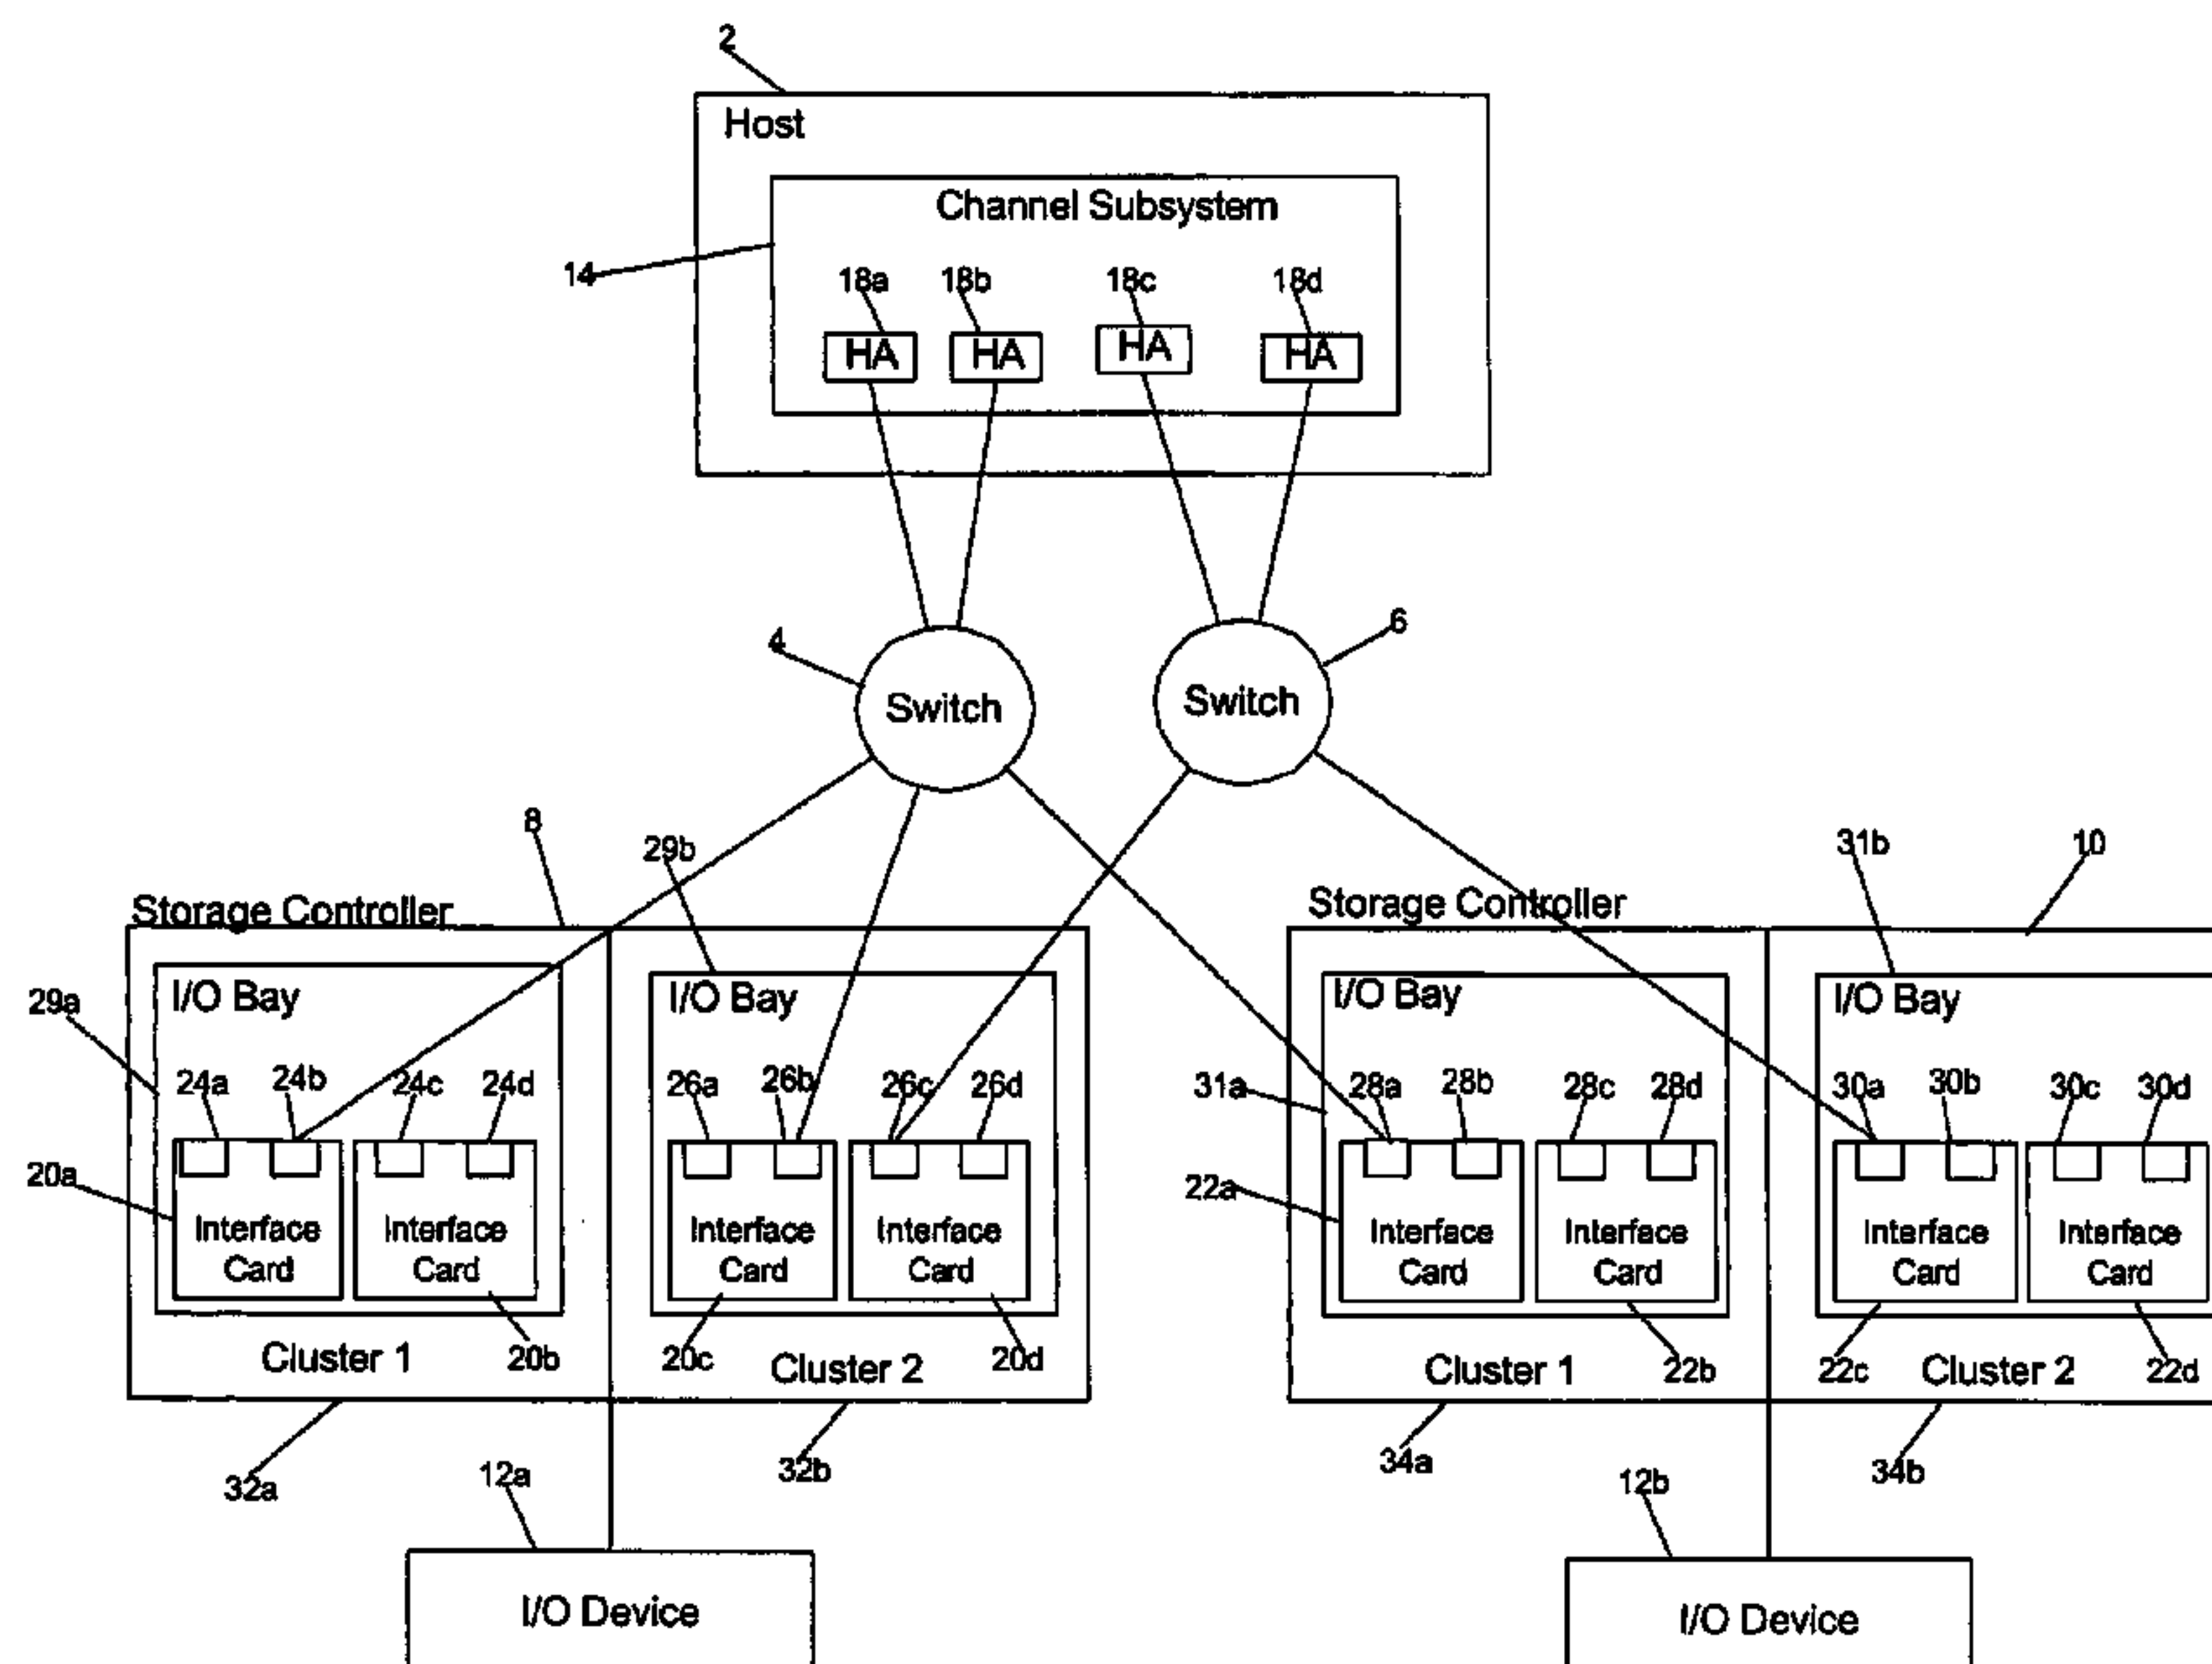 2
Host
Channel Subsystem
14
18a 18b 18c 18d
HA HA HA HA
4
6
Switch Switch
8
29b
31b
10
Storage Controller
Storage Controller
29a
I/O Bay
I/O Bay
I/O Bay
I/O Bay
24a 24b 24c 24d
26a 26b 26c 26d
31a
28a 28b 28c 28d
30a 30b 30c 30d
20a
22a
Interface
Card
Interface
Card
Interface
Card
Interface
Card
Interface
Card
Interface
Card
Interface
Card
Interface
Card
Cluster 1
20b
20c
Cluster 2
20d
Cluster 1
22b
22c
Cluster 2
22d
32a
12a
32b
34a
12b
34b
I/O Device
I/O Device